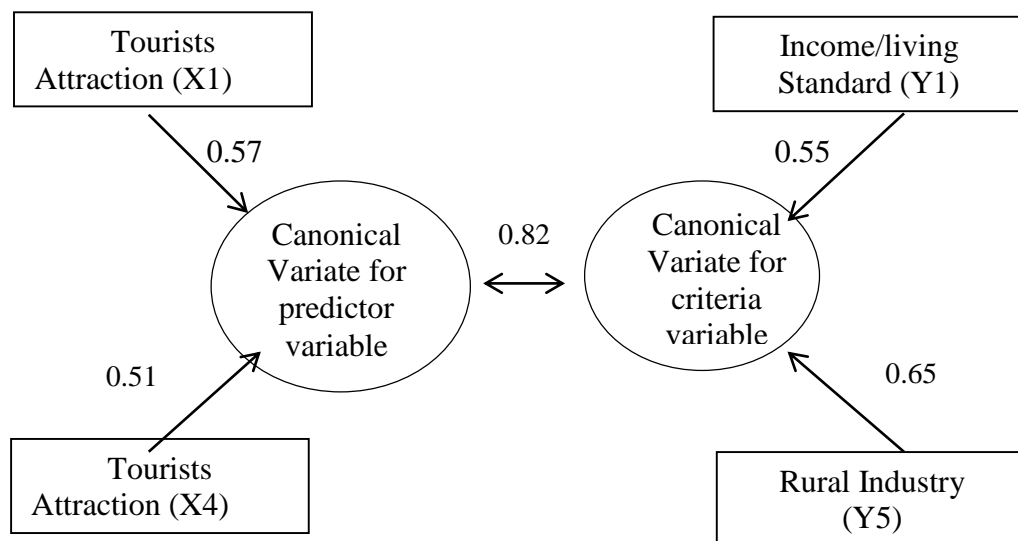 Tourists
Attraction (X1)
Income/living
Standard (Y1)
0.57
0.55
Canonical
Variate for
predictor
variable
0.82
Canonical
Variate for
criteria
variable
0.51
0.65
Tourists
Attraction (X4)
Rural Industry
(Y5)